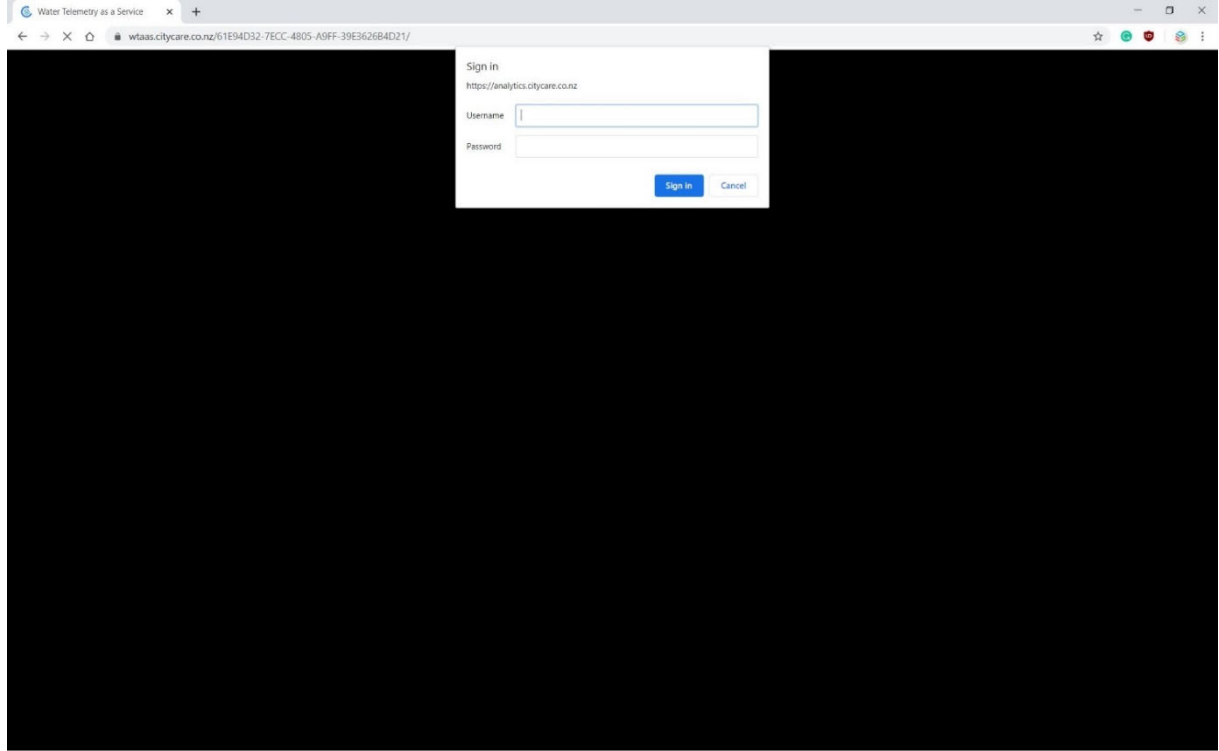 Water Telemetry as a Service
wtaas.citycare.co.nz/61E94D32-7ECC-4805-A9FF-39E3626B4D21/
Sign in
https://analytics.citycare.co.nz
Username
Password
Sign in Cancel